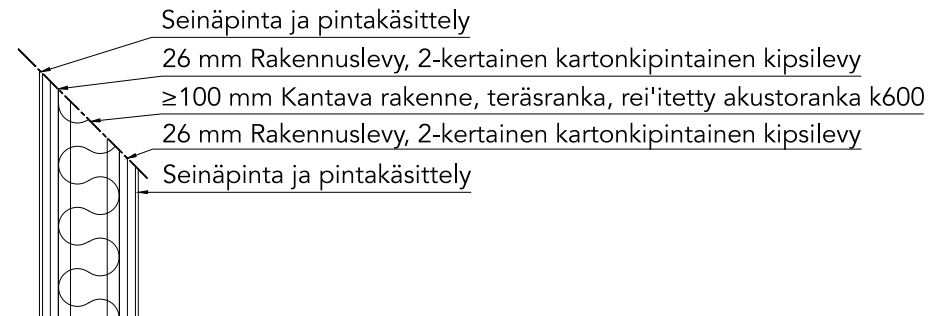 Seinäpinta ja pintakäsittely
26 mm Rakennuslevy, 2-kertainen kartonkipintainen kipsilevy
≥100 mm Kantava rakenne, teräsranka, rei'itetty akustoranka k600
26 mm Rakennuslevy, 2-kertainen kartonkipintainen kipsilevy
Seinäpinta ja pintakäsittely